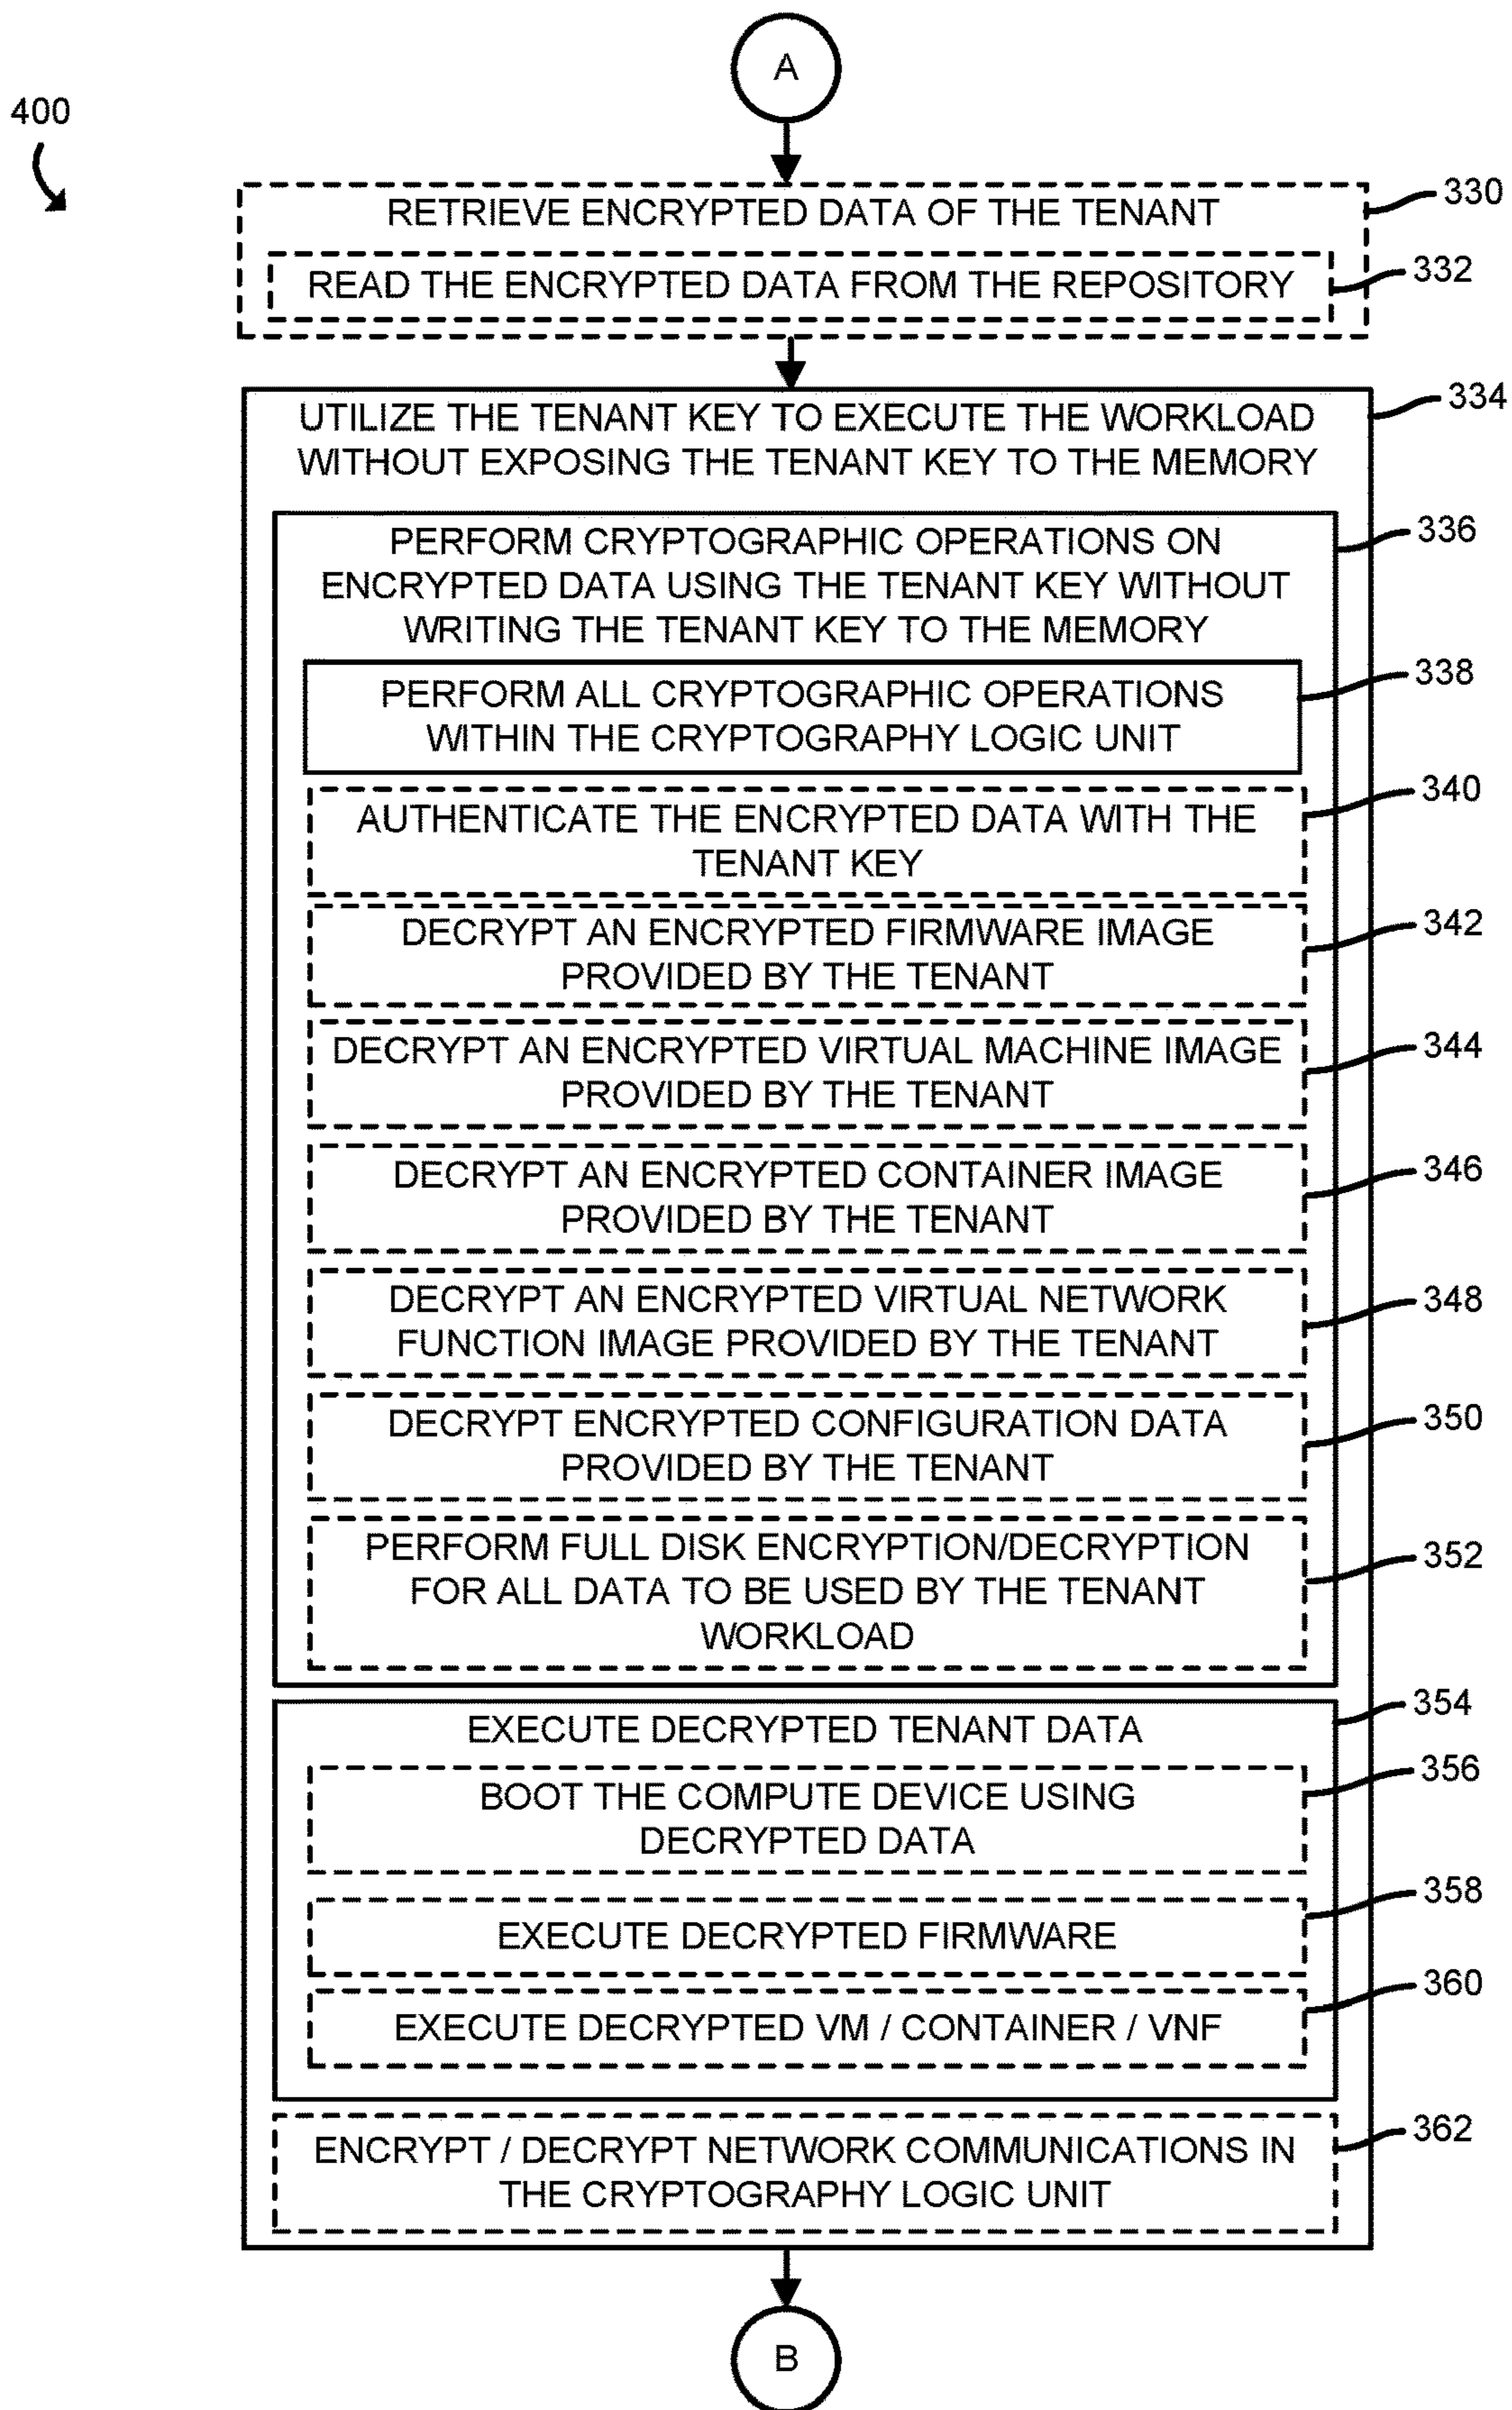 A
400
RETRIEVE ENCRYPTED DATA OF THE TENANT
330
READ THE ENCRYPTED DATA FROM THE REPOSITORY
332
UTILIZE THE TENANT KEY TO EXECUTE THE WORKLOAD
WITHOUT EXPOSING THE TENANT KEY TO THE MEMORY
334
PERFORM CRYPTOGRAPHIC OPERATIONS ON
ENCRYPTED DATA USING THE TENANT KEY WITHOUT
WRITING THE TENANT KEY TO THE MEMORY
336
PERFORM ALL CRYPTOGRAPHIC OPERATIONS
WITHIN THE CRYPTOGRAPHY LOGIC UNIT
338
AUTHENTICATE THE ENCRYPTED DATA WITH THE
TENANT KEY
340
DECRYPT AN ENCRYPTED FIRMWARE IMAGE
PROVIDED BY THE TENANT
342
DECRYPT AN ENCRYPTED VIRTUAL MACHINE IMAGE
PROVIDED BY THE TENANT
344
DECRYPT AN ENCRYPTED CONTAINER IMAGE
PROVIDED BY THE TENANT
346
DECRYPT AN ENCRYPTED VIRTUAL NETWORK
FUNCTION IMAGE PROVIDED BY THE TENANT
348
DECRYPT ENCRYPTED CONFIGURATION DATA
PROVIDED BY THE TENANT
350
PERFORM FULL DISK ENCRYPTION/DECRYPTION
FOR ALL DATA TO BE USED BY THE TENANT
WORKLOAD
352
EXECUTE DECRYPTED TENANT DATA
354
BOOT THE COMPUTE DEVICE USING
DECRYPTED DATA
356
EXECUTE DECRYPTED FIRMWARE
358
EXECUTE DECRYPTED VM / CONTAINER / VNF
360
ENCRYPT / DECRYPT NETWORK COMMUNICATIONS IN
THE CRYPTOGRAPHY LOGIC UNIT
362
B